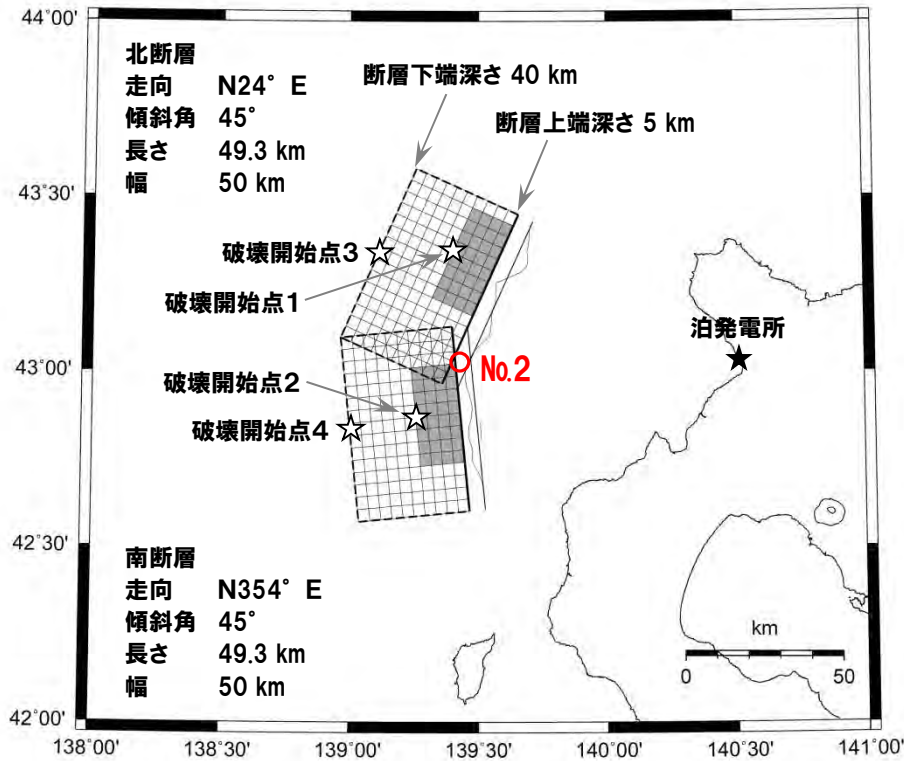 44°00'
北断層
走向 N24° E
傾斜角 45°
長さ 49.3 km
幅 50 km
断層下端深さ 40 km
断層上端深さ 5 km
43°30'
破壊開始点3
破壊開始点1
泊発電所
43°00'
No.2
破壊開始点2
破壊開始点4
42°30'
南断層
走向 N354° E
傾斜角 45°
長さ 49.3 km
幅 50 km
km
0 50
42°00'
138°00' 138°30' 139°00' 139°30' 140°00' 140°30' 141°00'